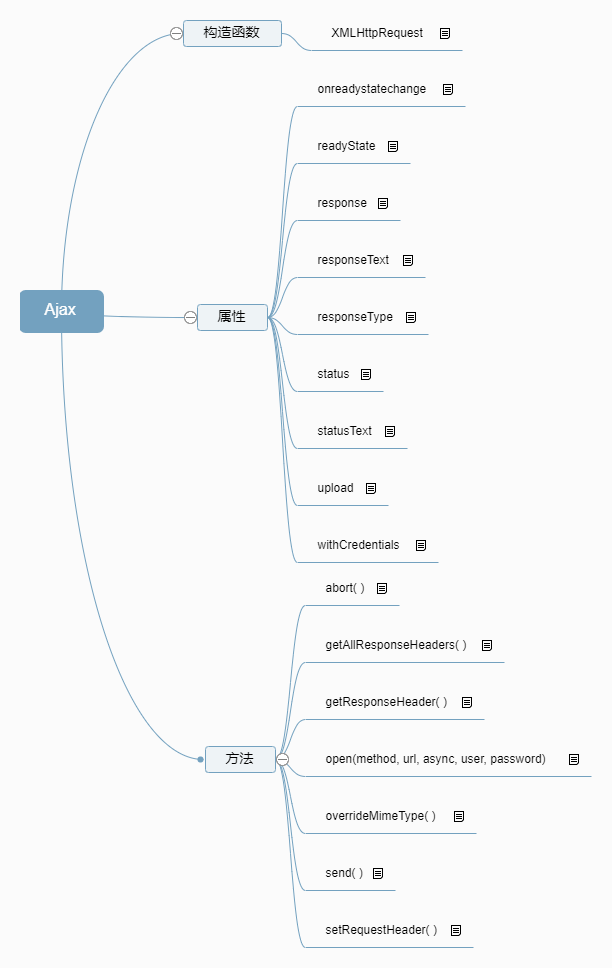 Ajax
构造函数
XMLHttpRequest
属性
onreadystatechange
readyState
response
responseText
responseType
status
statusText
upload
withCredentials
方法
abort( )
getAllResponseHeaders( )
getResponseHeader( )
open(method, url, async, user, password)
overrideMimeType( )
send( )
setRequestHeader( )